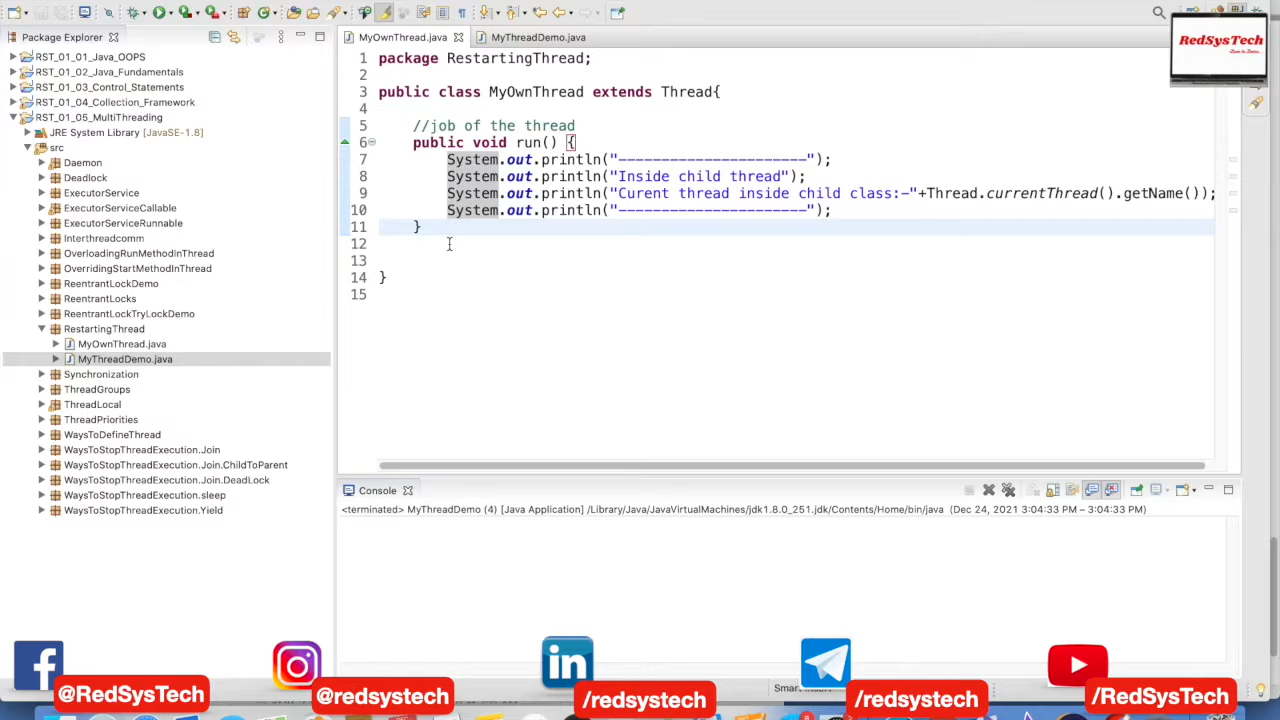 RedSysTech
Package Explorer
RST_01_01_Java_OOPS
RST_01_02_Java_Fundamentals
RST_01_03_Control_Statements
RST_01_04_Collection_Framework
RST_01_05_MultiThreading
JRE System Library [JavaSE-1.8]
src
Daemon
Deadlock
ExecutorService
ExecutorServiceCallable
ExecutorServiceRunnable
Interthreadcomm
OverloadingRunMethodInThread
OverridingStartMethodInThread
ReentrantLockDemo
ReentrantLocks
ReentrantLockTryLockDemo
RestartingThread
MyOwnThread.java
MyThreadDemo.java
Synchronization
ThreadGroups
ThreadLocal
ThreadPriorities
WaysToDefineThread
WaysToStopThreadExecution.Join
WaysToStopThreadExecution.Join.ChildToParent
WaysToStopThreadExecution.Join.DeadLock
WaysToStopThreadExecution.sleep
WaysToStopThreadExecution.Yield
MyOwnThread.java MyThreadDemo.java
1 package RestartingThread;
2
3 public class MyOwnThread extends Thread{
4
5 //job of the thread
6 public void run() {
7 System.out.println("----------------------");
8 System.out.println("Inside child thread");
9 System.out.println("Curent thread inside child class:-"+Thread.currentThread().getName());
10 System.out.println("----------------------");
11 }
12
13
14 }
15
Console
<terminated> MyThreadDemo (4) [Java Application] /Library/Java/JavaVirtualMachines/jdk1.8.0_251.jdk/Contents/Home/bin/java (Dec 24, 2021 3:04:33 PM – 3:04:33 PM)
@RedSysTech
@redsystech
/redsystech
/redsystech
/RedSysTech